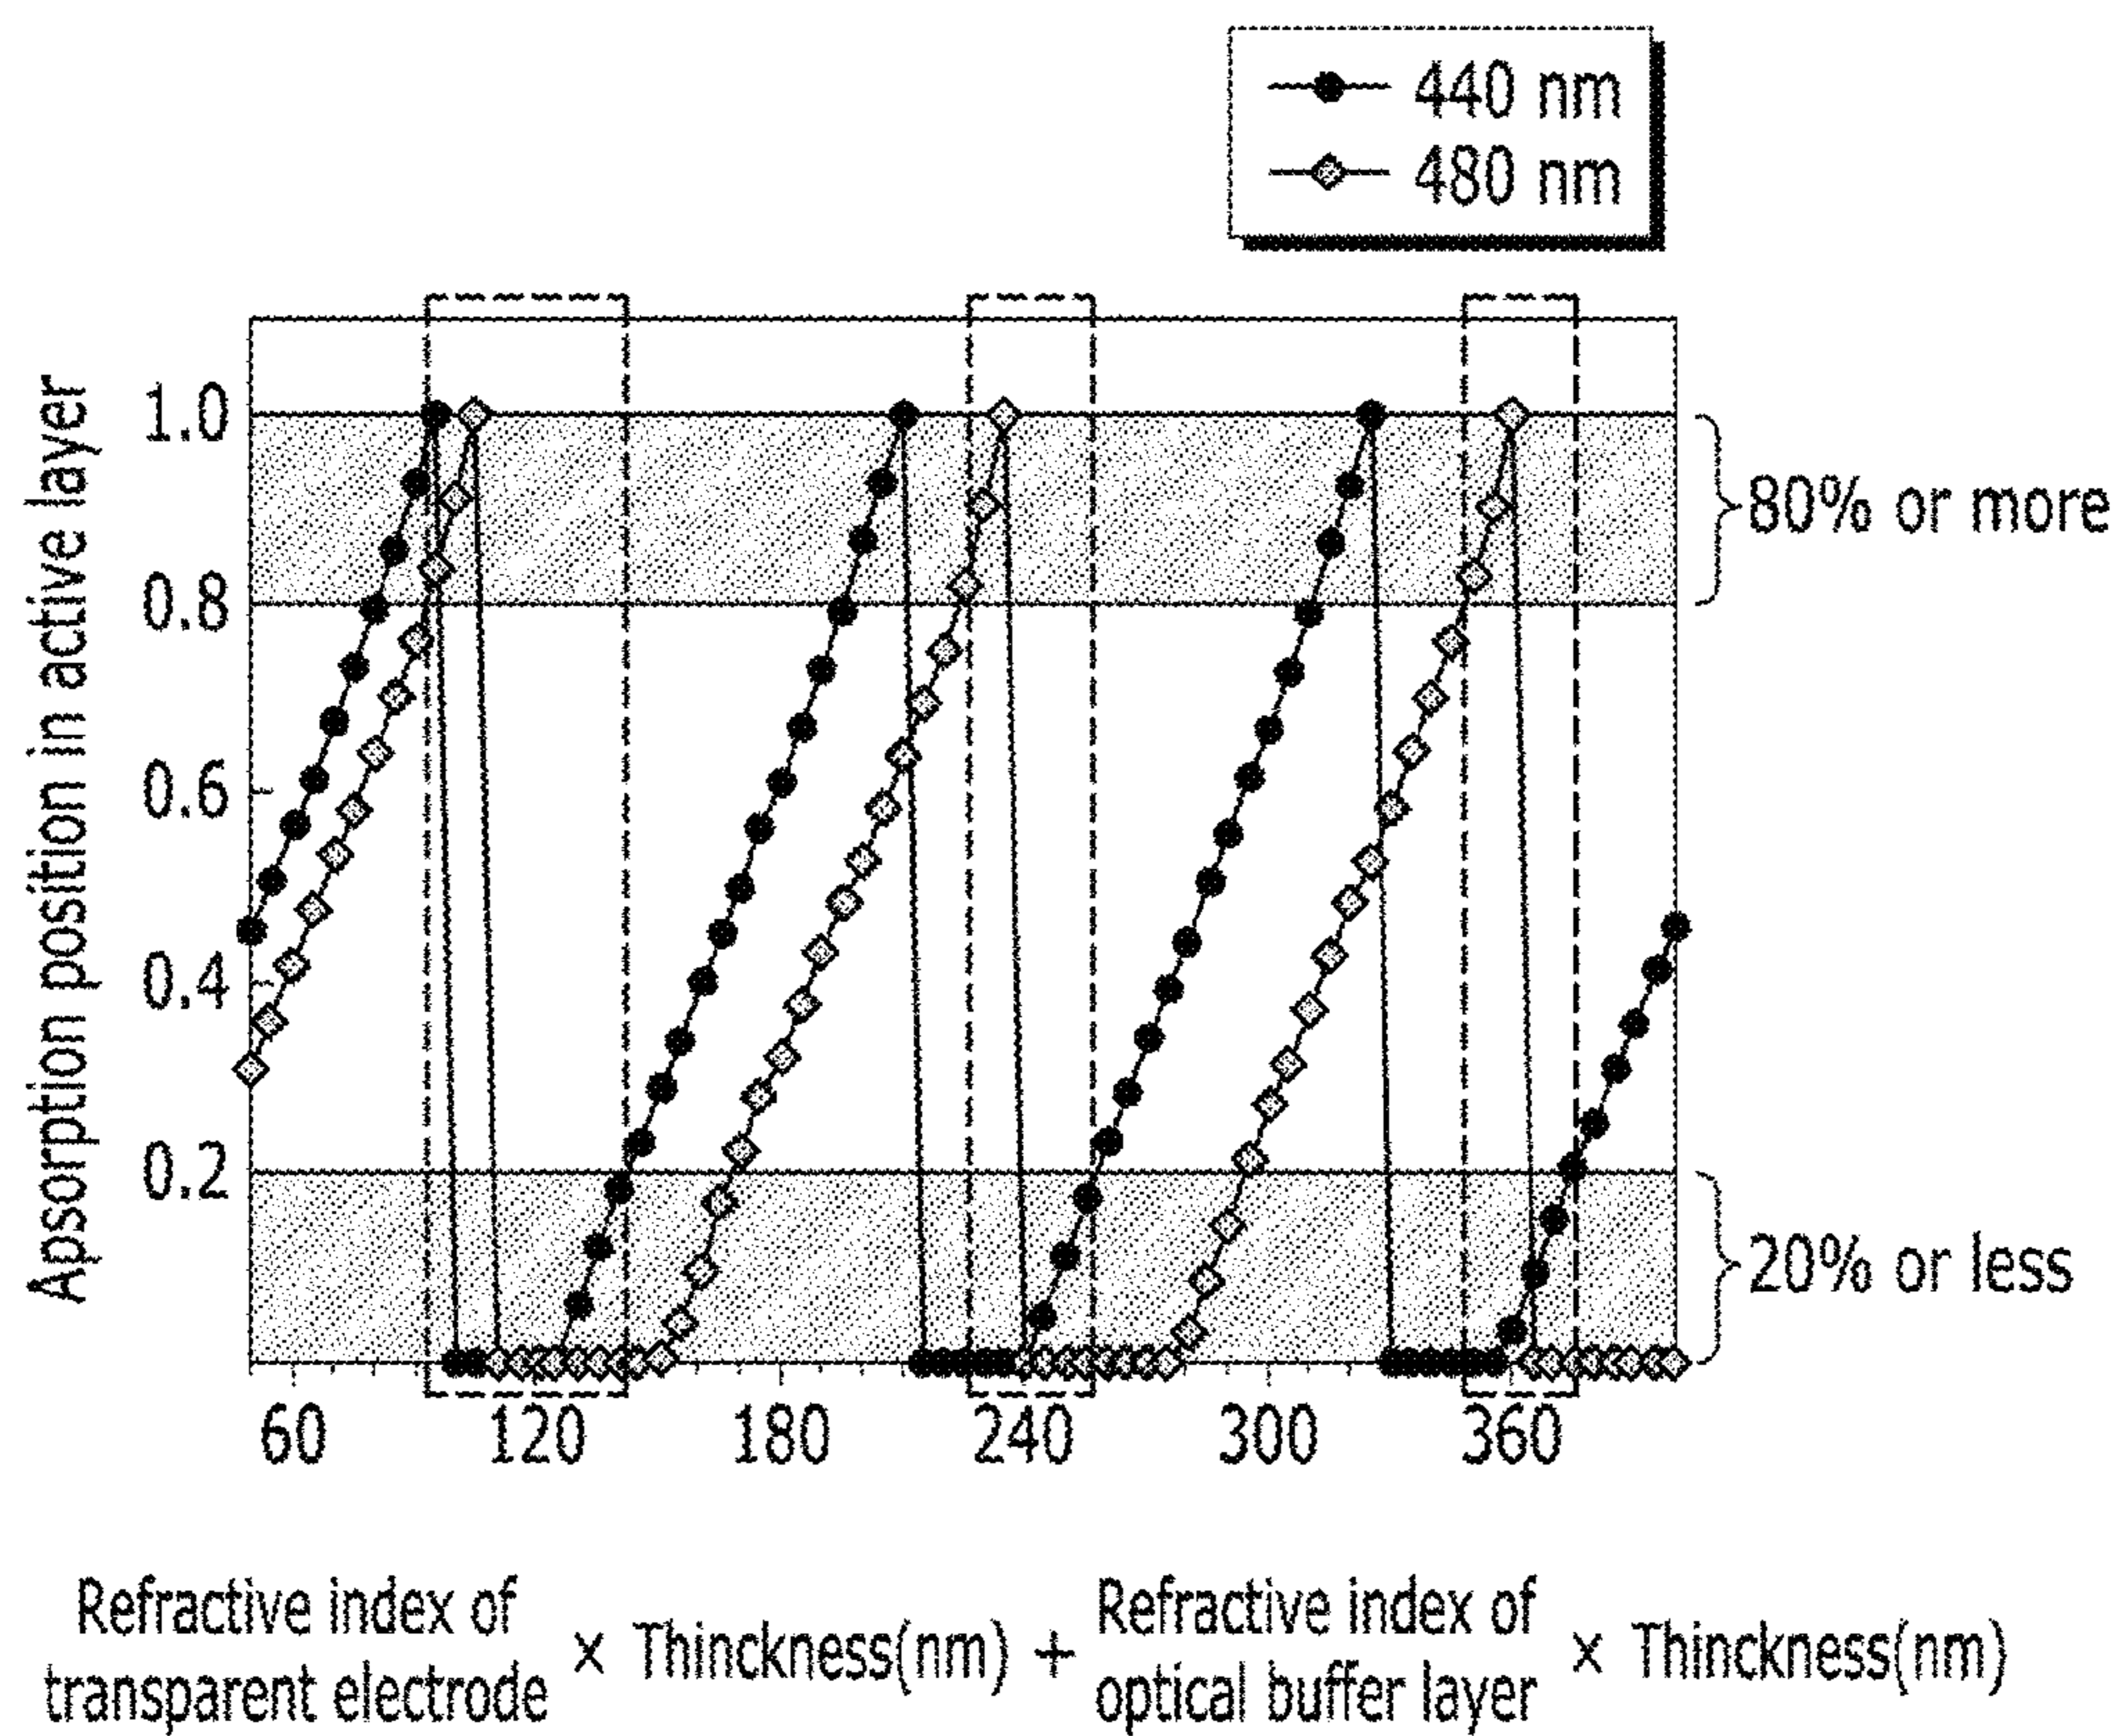 440 nm
480 nm
Apsorption position in active layer
1.0
0.8
0.6
0.4
0.2
80% or more
20% or less
60 120 180 240 300 360
Refractive index of transparent electrode × Thinckness(nm) + Refractive index of optical buffer layer × Thinckness(nm)